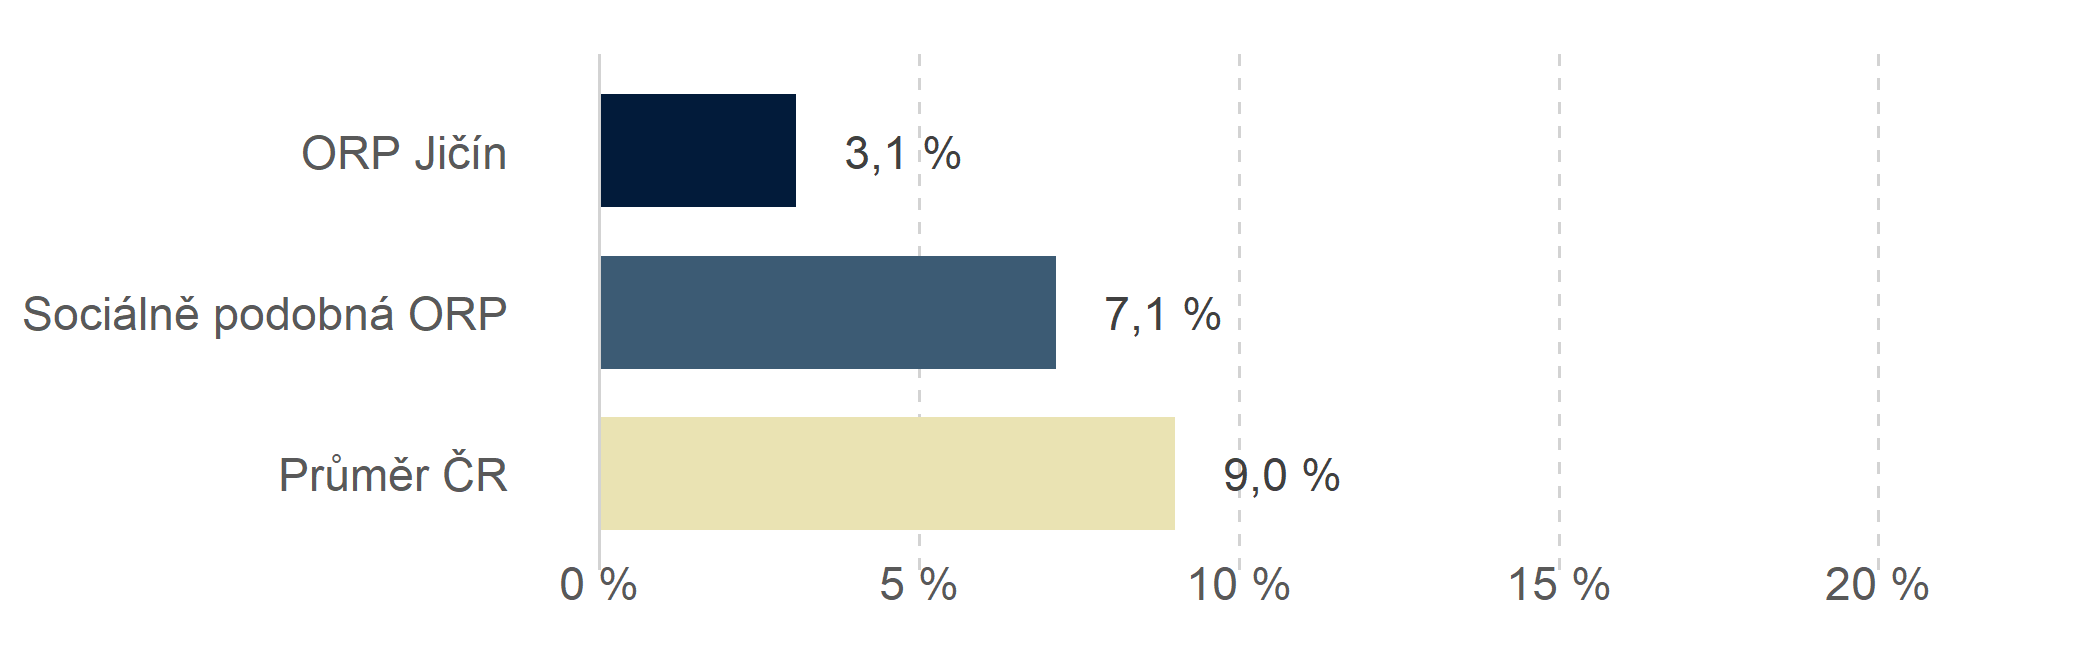 ORP Jičín
3,1 %
Sociálně podobná ORP
7,1 %
Průměr ČR
9,0 %
0 %
5 %
10 %
15 %
20 %